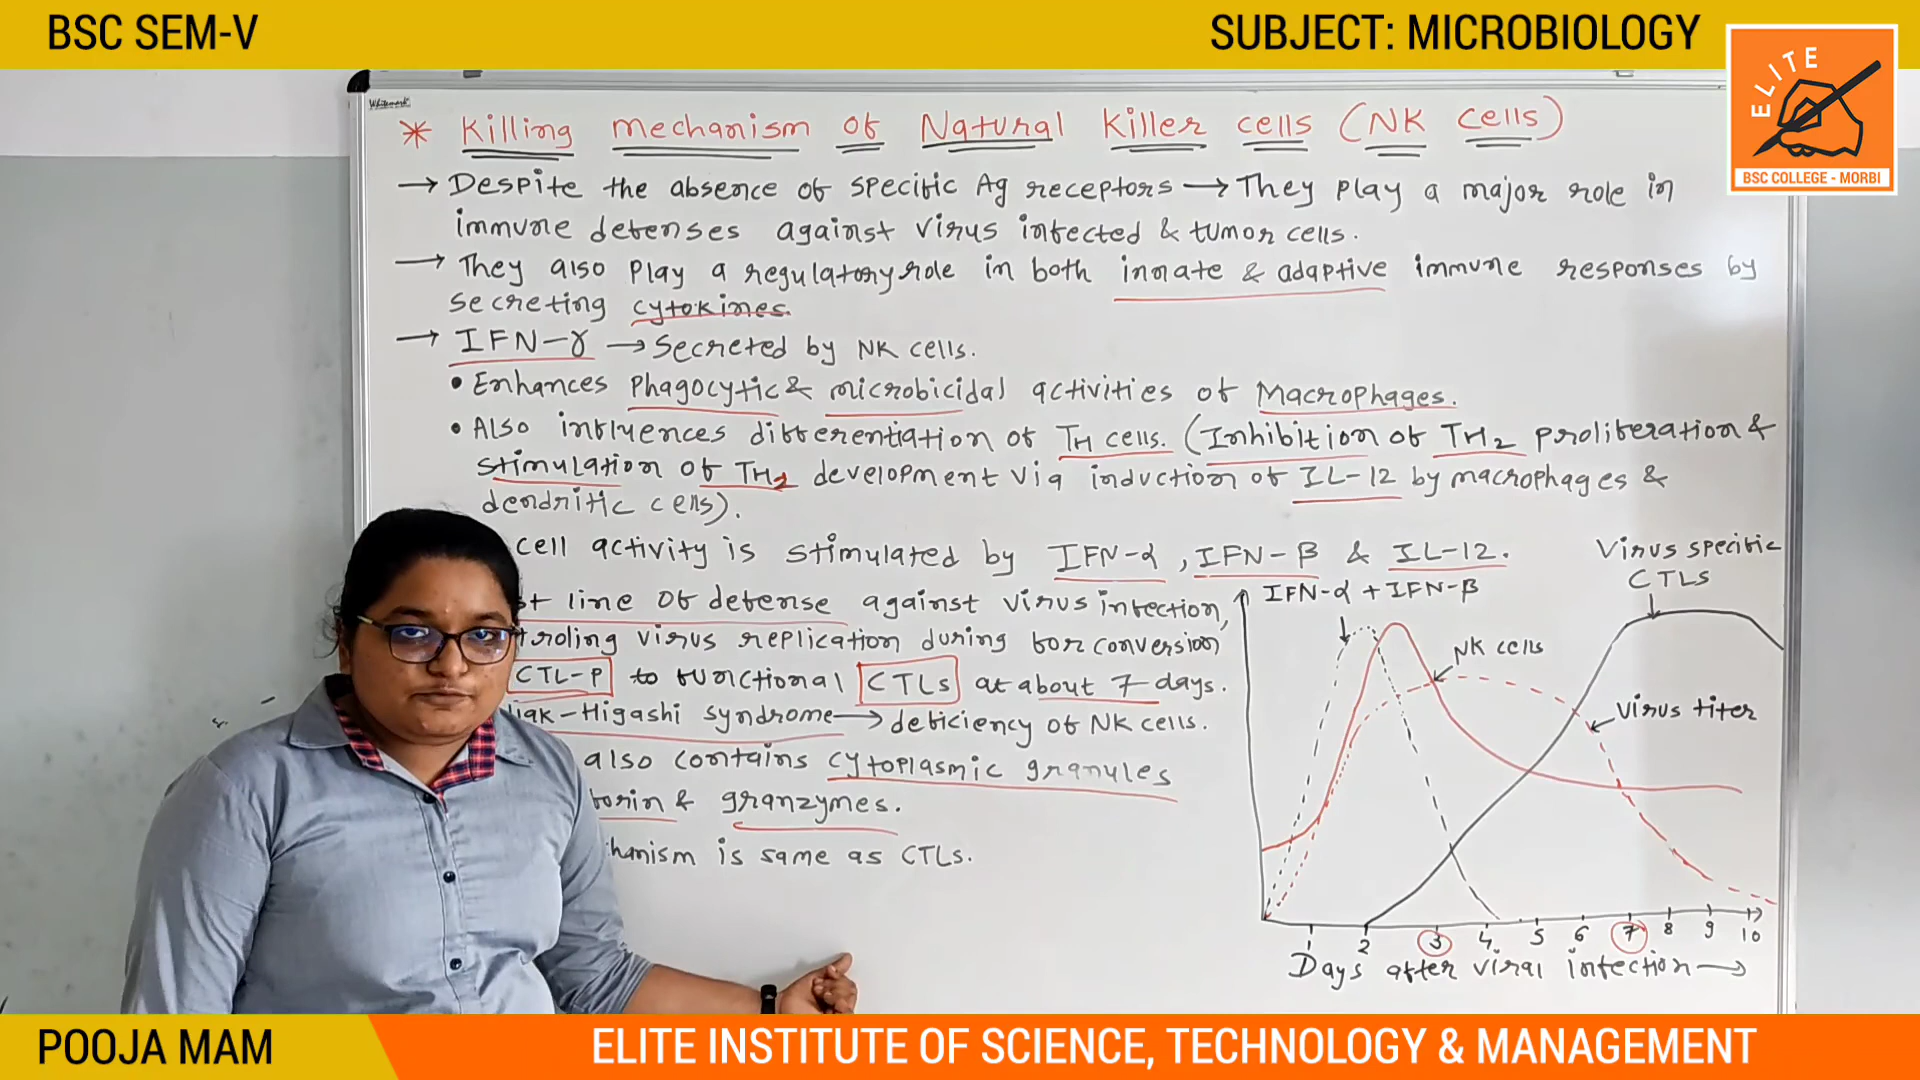 BSC SEM-V
SUBJECT: MICROBIOLOGY
ELITE
BSC COLLEGE - MORBI
Whitemark
* Killing mechanism of Natural Killer cells (NK cells)
→ Despite the absence of specific Ag receptors → They play a major role in
immune defenses against virus infected & tumor cells.
→ They also play a regulatory role in both innate & adaptive immune responses by
secreting cytokines.
→ IFN-γ → secreted by NK cells.
• Enhances Phagocytic & microbicidal activities of Macrophages.
• Also influences differentiation of TH cells. (Inhibition of TH2 proliferation &
stimulation of TH development via induction of IL-12 by macrophages &
dendritic cells).
cell activity is stimulated by IFN-α, IFN-β & IL-12.
line of defense against virus infection,
virus replication during for conversion
CTL-P to functional CTLs at about 7 days.
-Higashi syndrome → deficiency of NK cells.
also contains cytoplasmic granules
& granzymes.
is same as CTLs.
IFN-α + IFN-β
Virus specific
CTLS
NK cells
Virus titer
1 2 3 4 5 6 7 8 9 10
Days after viral infection →
POOJA MAM
ELITE INSTITUTE OF SCIENCE, TECHNOLOGY & MANAGEMENT